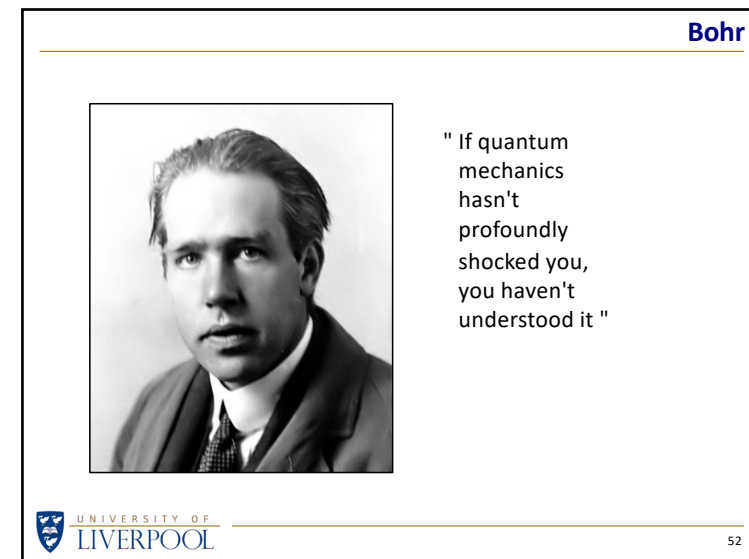 Bohr
" If quantum
mechanics
hasn't
profoundly
shocked you,
you haven't
understood it "
UNIVERSITY OF
LIVERPOOL
52